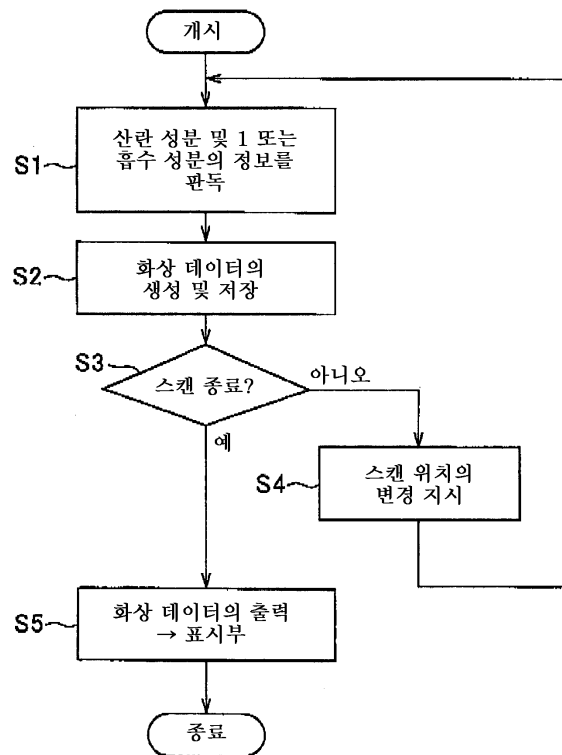 개시
S1
산란 성분 및 1 또는
흡수 성분의 정보를
판독
S2
화상 데이터의
생성 및 저장
S3
스캔 종료?
아니오
예
S4
스캔 위치의
변경 지시
S5
화상 데이터의 출력
→ 표시부
종료